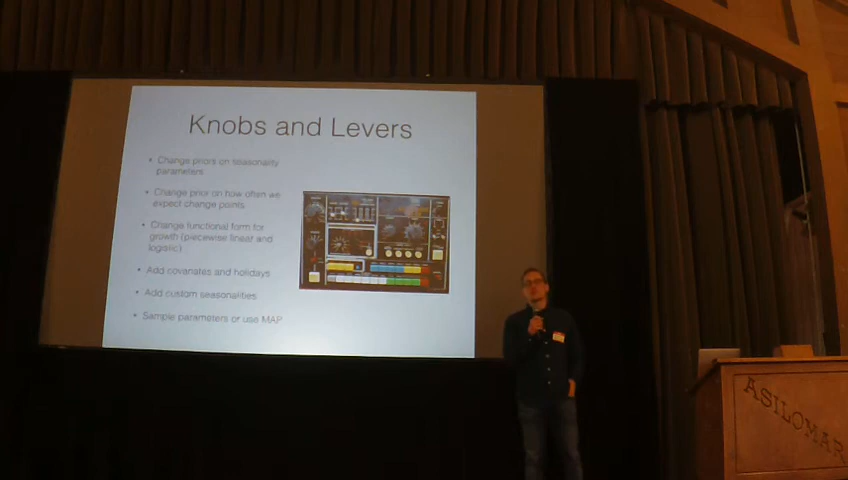 Knobs and Levers
• Change priors on seasonality
parameters
• Change prior on how often we
expect change points
• Change functional form for
growth (piecewise linear and
logistic)
• Add covariates and holidays
• Add custom seasonalities
• Sample parameters or use MAP
ASILOMAR